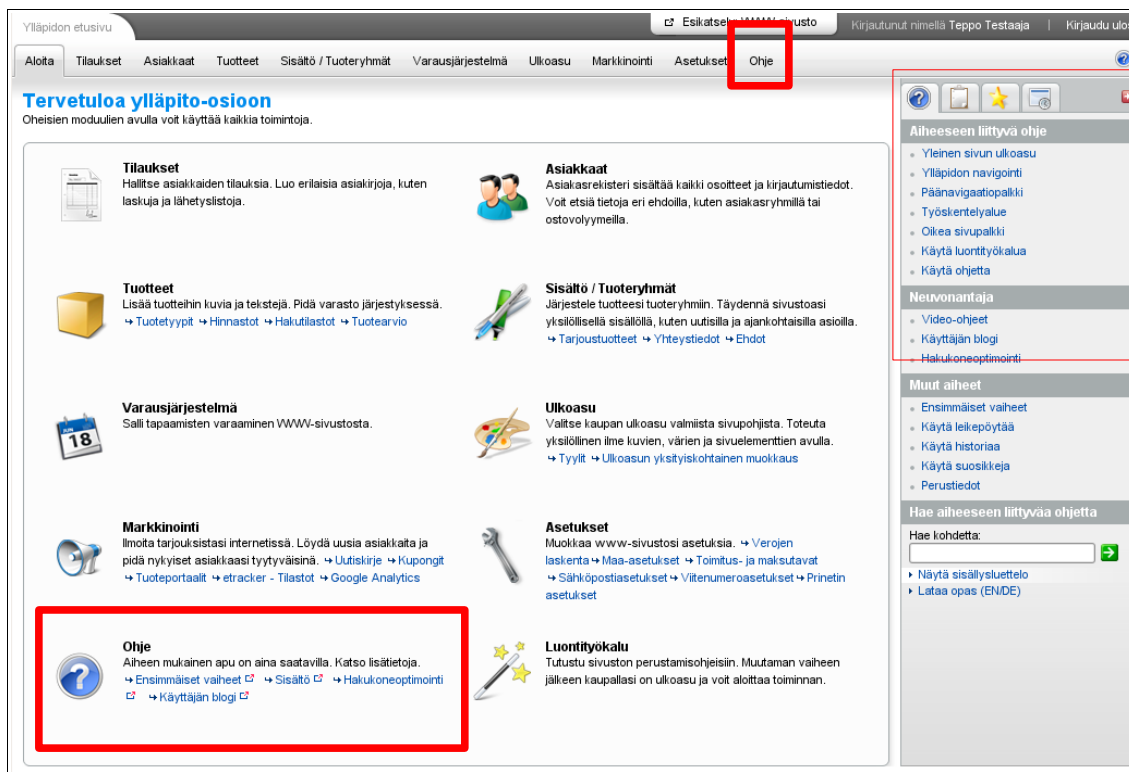 Ylläpidon etusivu
Esikatsele WWW-sivusto
Kirjautunut nimellä Teppo Testaaja | Kirjaudu ulos
Aloita Tilaukset Asiakkaat Tuotteet Sisältö / Tuoteryhmät Varausjärjestelmä Ulkoasu Markkinointi Asetukset Ohje
Tervetuloa ylläpito-osioon
Oheisien moduulien avulla voit käyttää kaikkia toimintoja.
Tilaukset
Hallitse asiakkaiden tilauksia. Luo erilaisia asiakirjoja, kuten
laskuja ja lähetyslistoja.
Asiakkaat
Asiakasrekisteri sisältää kaikki osoitteet ja kirjautumistiedot.
Voit etsiä tietoja eri ehdoilla, kuten asiakasryhmillä tai
ostovolyymeilla.
Tuotteet
Lisää tuotteihin kuvia ja tekstejä. Pidä varasto järjestyksessä.
↪ Tuotetyypit ↪ Hinnastot ↪ Hakutilastot ↪ Tuotearvio
Sisältö / Tuoteryhmät
Järjestele tuotteesi tuoteryhmiin. Täydennä sivustoasi
yksilöllisellä sisällöllä, kuten uutisilla ja ajankohtaisilla asioilla.
↪ Tarjoustuotteet ↪ Yhteystiedot ↪ Ehdot
JUN
18
Varausjärjestelmä
Salli tapaamisten varaaminen WWW-sivustosta.
Ulkoasu
Valitse kaupan ulkoasu valmiista sivupohjista. Toteuta
yksilöllinen ilme kuvien, värien ja sivuelementtien avulla.
↪ Tyylit ↪ Ulkoasun yksityiskohtainen muokkaus
Markkinointi
Ilmoita tarjouksistasi internetissä. Löydä uusia asiakkaita ja
pidä nykyiset asiakkaasi tyytyväisinä. ↪ Uutiskirje ↪ Kupongit
↪ Tuoteportaalit ↪ etracker - Tilastot ↪ Google Analytics
Asetukset
Muokkaa www-sivustosi asetuksia. ↪ Verojen
laskenta ↪ Maa-asetukset ↪ Toimitus- ja maksutavat
↪ Sähköpostiasetukset ↪ Viitenumeroasetukset ↪ Prinetin
asetukset
Ohje
Aiheen mukainen apu on aina saatavilla. Katso lisätietoja.
↪ Ensimmäiset vaiheet ↪ Sisältö ↪ Hakukoneoptimointi
↪ Käyttäjän blogi
Luontityökalu
Tutustu sivuston perustamisohjeisiin. Muutaman vaiheen
jälkeen kaupallasi on ulkoasu ja voit aloittaa toiminnan.
Aiheeseen liittyvä ohje
Yleinen sivun ulkoasu
Ylläpidon navigointi
Päänavigaatiopalkki
Työskentelyalue
Oikea sivupalkki
Käytä luontityökalua
Käytä ohjetta
Neuvonantaja
Video-ohjeet
Käyttäjän blogi
Hakukoneoptimointi
Muut aiheet
Ensimmäiset vaiheet
Käytä leikepöytää
Käytä historiaa
Käytä suosikkeja
Perustiedot
Hae aiheeseen liittyvää ohjetta
Hae kohdetta:
Näytä sisällysluettelo
Lataa opas (EN/DE)